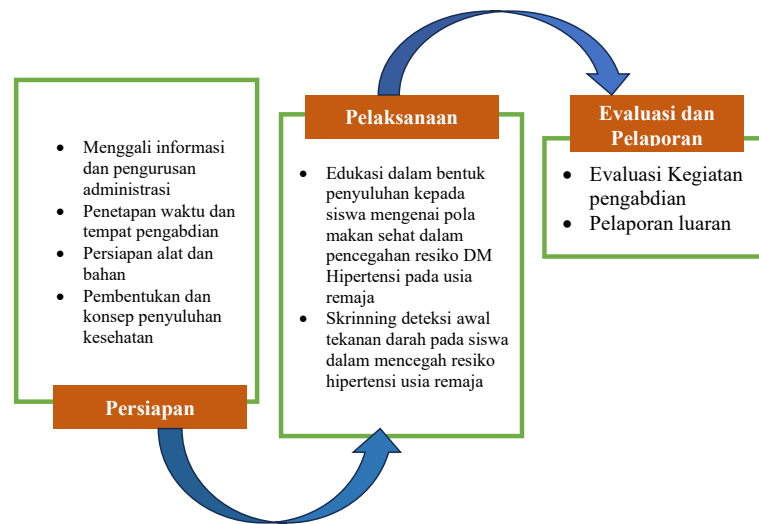 Menggali informasi
dan pengurusan
administrasi
Penetapan waktu dan
tempat pengabdian
Persiapan alat dan
bahan
Pembentukan dan
konsep penyuluhan
kesehatan
Persiapan
Pelaksanaan
Edukasi dalam bentuk
penyuluhan kepada
siswa mengenai pola
makan sehat dalam
pencegahan resiko DM
Hipertensi pada usia
remaja
Skrinning deteksi awal
tekanan darah pada siswa
dalam mencegah resiko
hipertensi usia remaja
Evaluasi dan
Pelaporan
Evaluasi Kegiatan
pengabdian
Pelaporan luaran